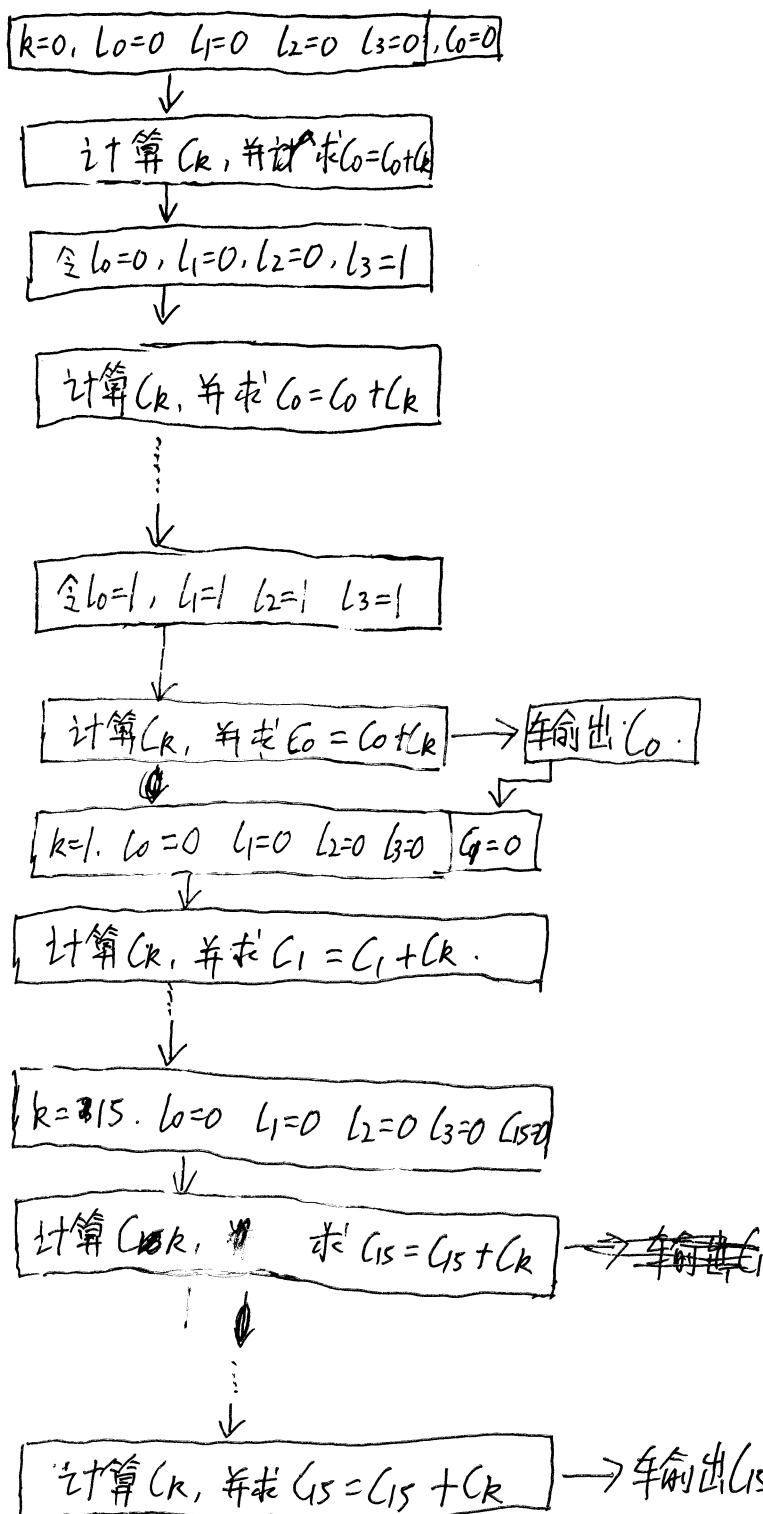 k=0, l0=0 l1=0 l2=0 l3=0, C0=0
计算Ck, 并 求C0=C0+Ck
令l0=0, l1=0, l2=0, l3=1
计算Ck, 并求C0=C0+Ck
令l0=1, l1=1 l2=1 l3=1
计算Ck, 并求C0=C0+Ck 输出C0.
k=1. l0=0 l1=0 l2=0 l3=0 C1=0
计算Ck, 并求C1=C1+Ck.
k=15. l0=0 l1=0 l2=0 l3=0 C15=0
计算Ck, 求C15=C15+Ck
计算Ck, 并求C15=C15+Ck 输出C15